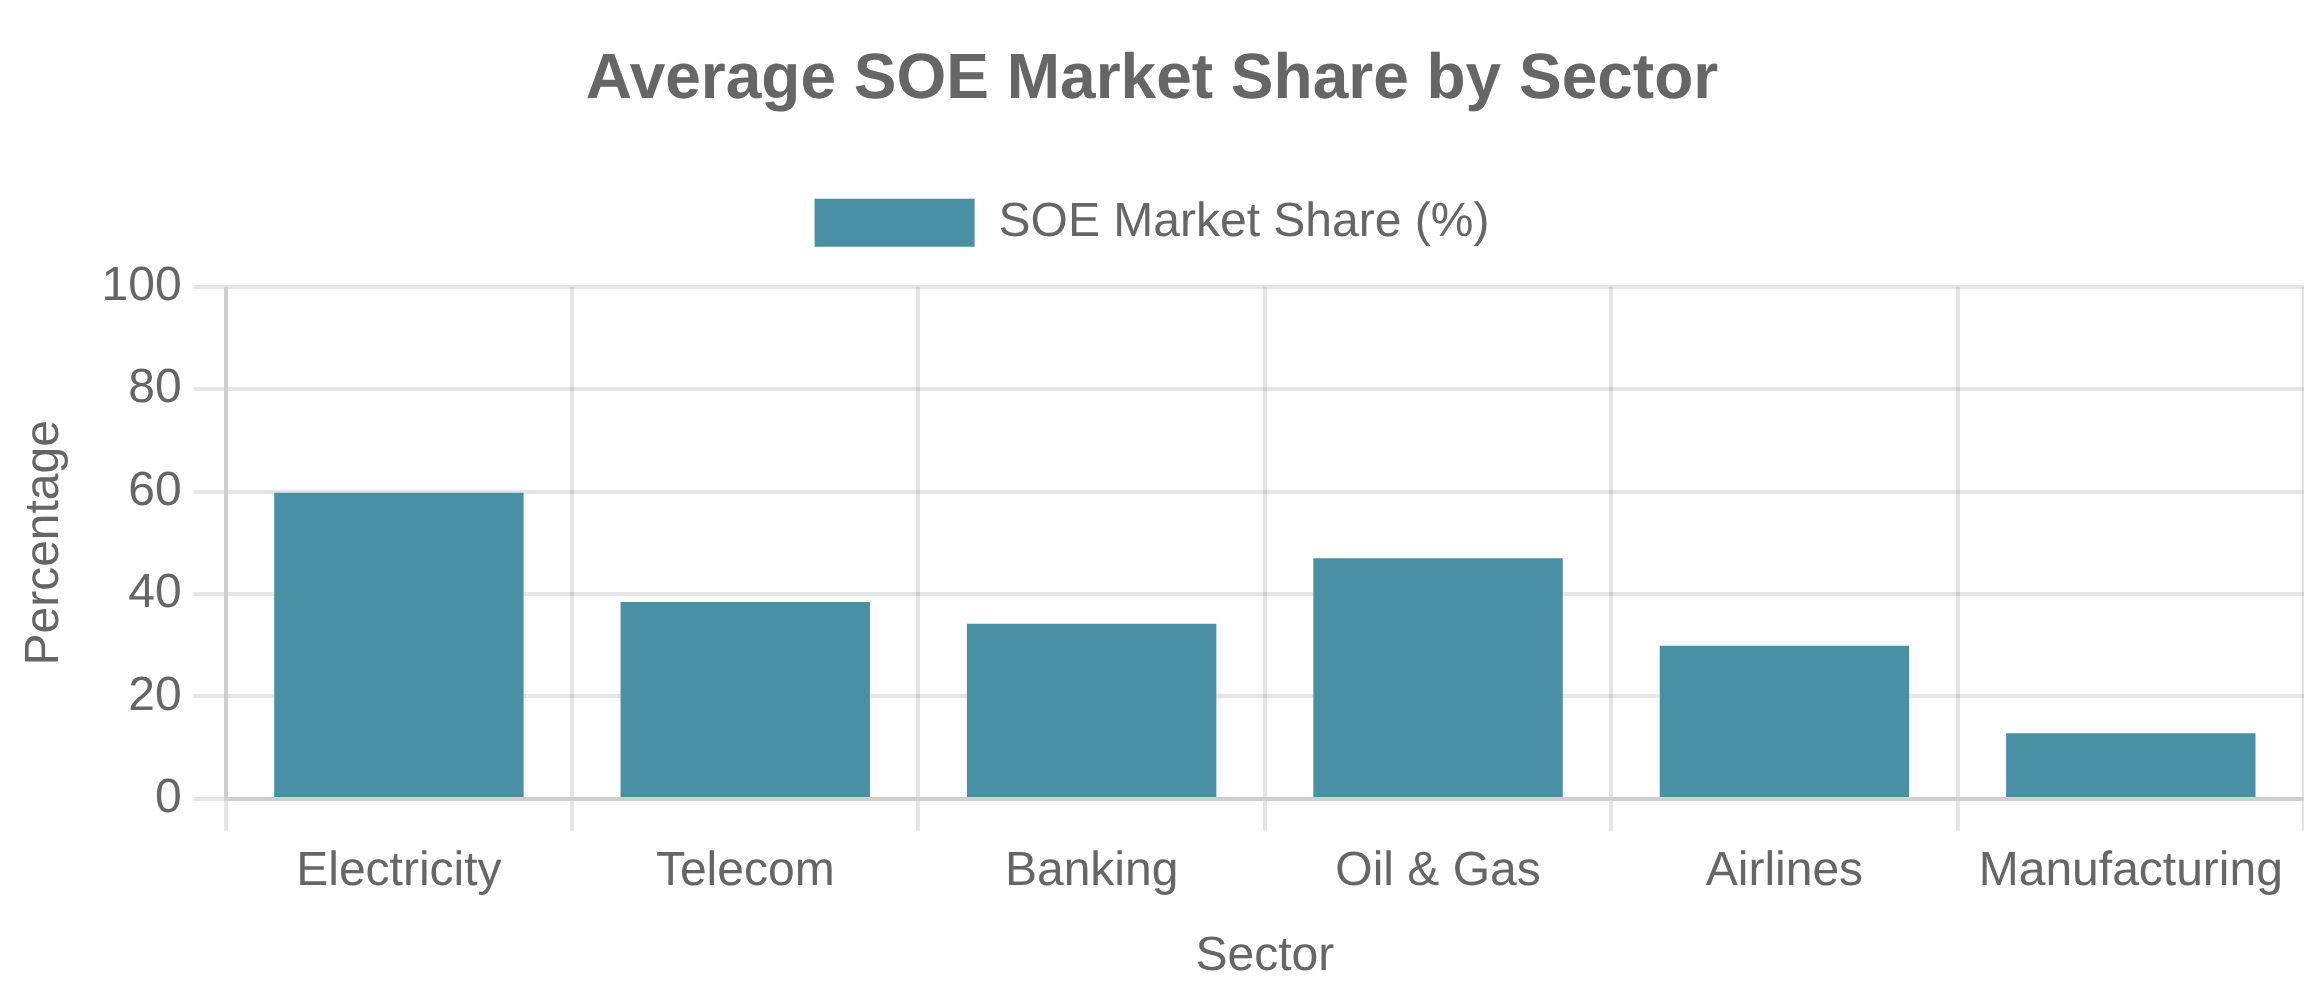 Average SOE Market Share by Sector
SOE Market Share (%)
100
80
60
40
20
0
Percentage
Electricity
Telecom
Banking
Oil & Gas
Airlines
Manufacturing
Sector